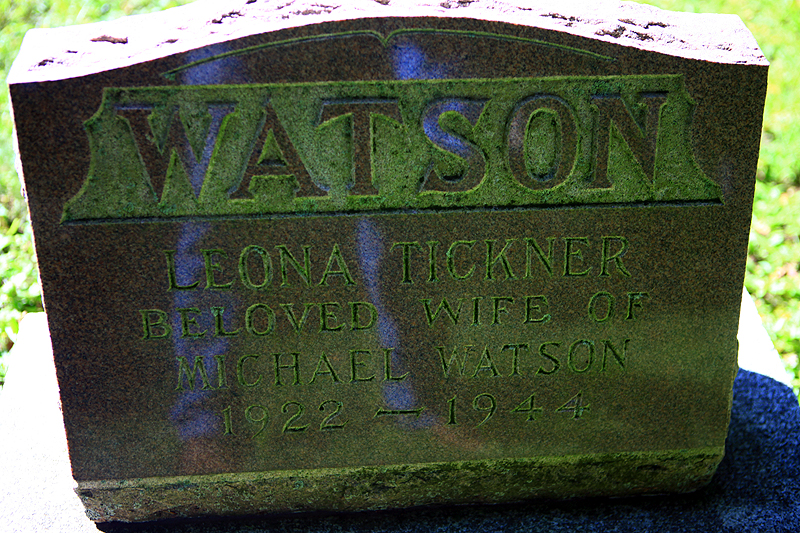 WATSON
LEONA TICKNER
BELOVED WIFE OF
MICHAEL WATSON
1922 — 1944